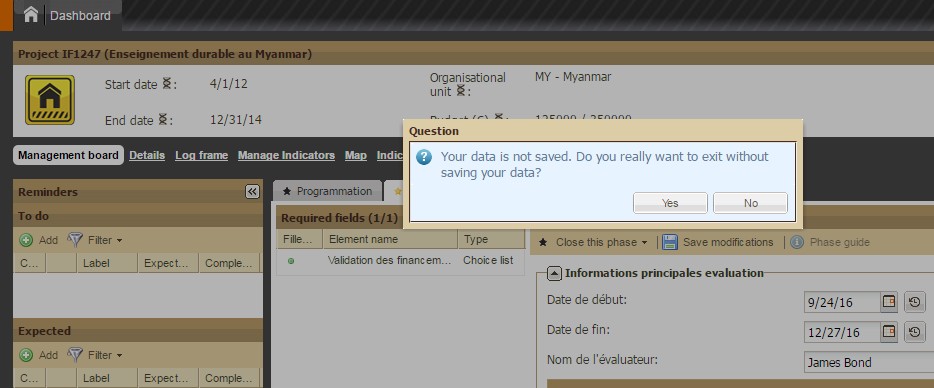 Dashboard
Project IF1247 (Enseignement durable au Myanmar)
Start date : 4/1/12 Organisational unit : MY - Myanmar
End date : 12/31/14
Management board Details Log frame Manage Indicators Map Indic
Question
Your data is not saved. Do you really want to exit without
saving your data?
Yes No
Reminders
To do
Add Filter
C... Label Expect... Comple...
Expected
Add Filter
C... Label Expect... Comple...
Programmation
Required fields (1/1)
Fille... Element name Type
Validation des financem... Choice list
Close this phase Save modifications Phase guide
Informations principales evaluation
Date de début: 9/24/16
Date de fin: 12/27/16
Nom de l'évaluateur: James Bond